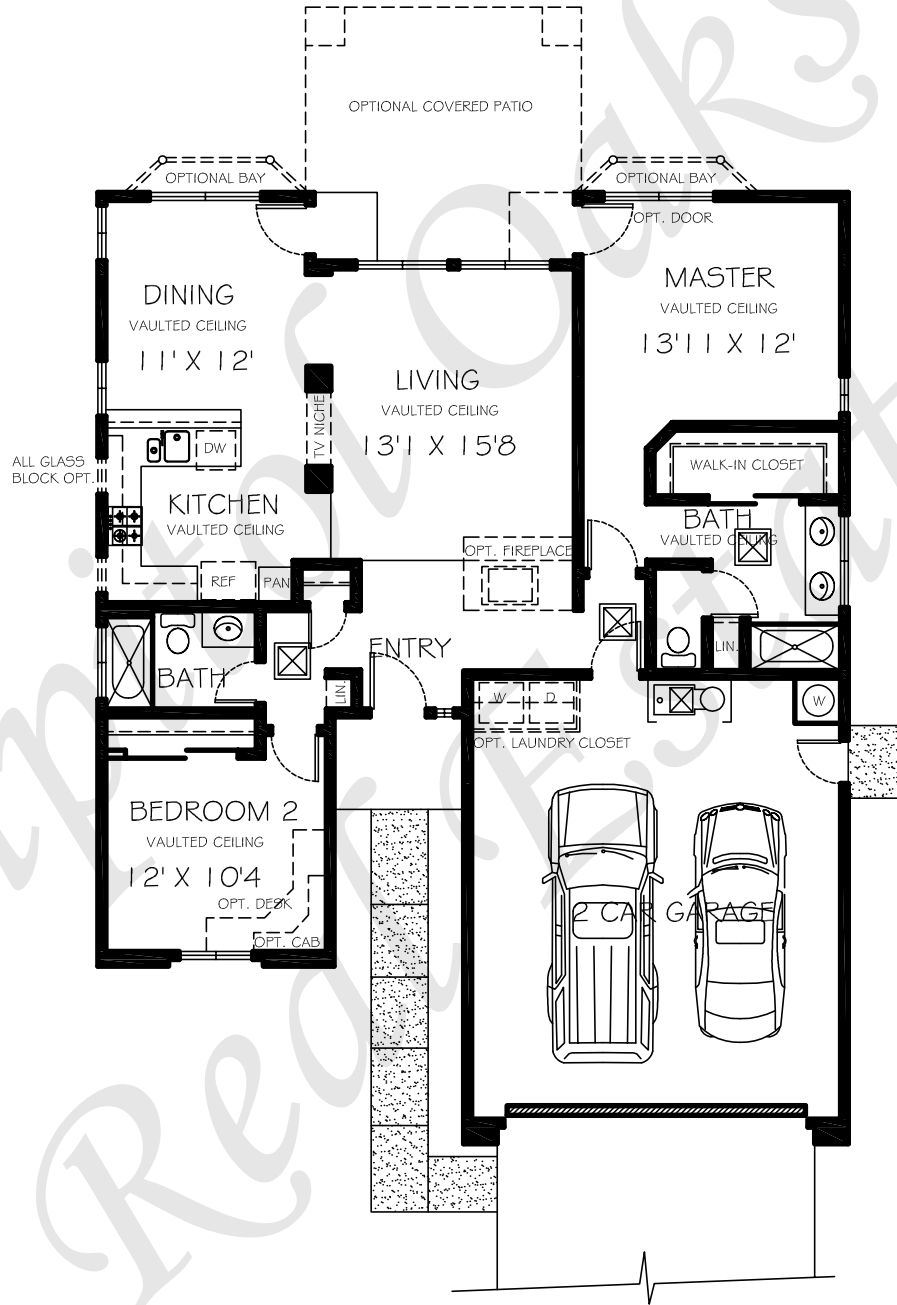 OPTIONAL COVERED PATIO
OPTIONAL BAY
OPTIONAL BAY
OPT. DOOR
MASTER
VAULTED CEILING
13'11 X 12'
DINING
VAULTED CEILING
11' X 12'
LIVING
VAULTED CEILING
13'1 X 15'8
TV NICHE
DW
ALL GLASS
BLOCK OPT.
KITCHEN
VAULTED CEILING
WALK-IN CLOSET
BATH
VAULTED CEILING
OPT. FIREPLACE
REF
PAN
ENTRY
LIN.
BATH
LIN.
W
D
W
OPT. LAUNDRY CLOSET
BEDROOM 2
VAULTED CEILING
12' X 10'4
OPT. DESK
OPT. CAB
2 CAR GARAGE